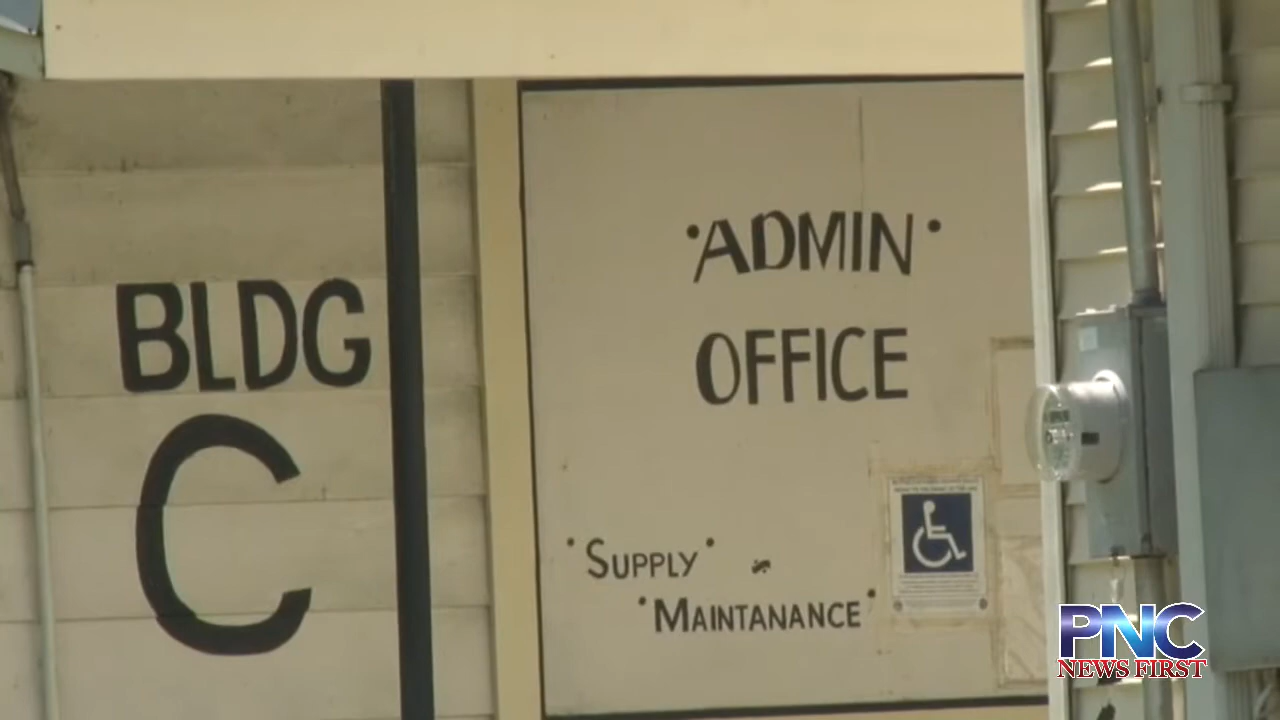 BLDG
C
·ADMIN·
OFFICE
·SUPPLY·
·MAINTANANCE·
PNC
NEWS FIRST